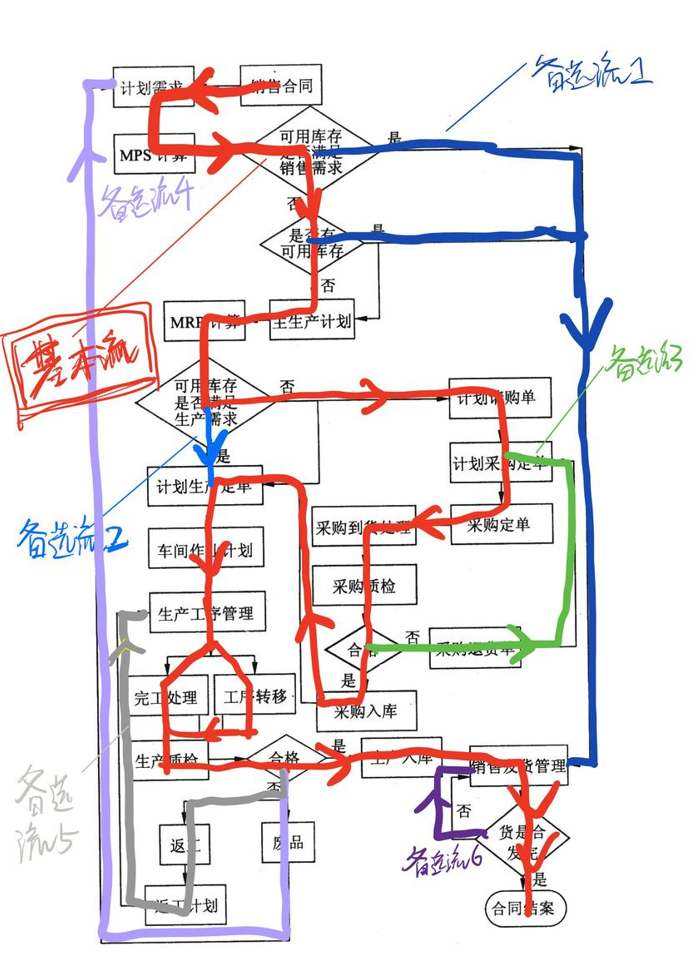 备选流1
计划需求
销售合同
可用库存
是否满足
销售需求
是
MPS 计算
备选流4
否
是否有
可用库存
是
否
MRP 计算
主生产计划
基本流
备选流3
可用库存
是否满足
生产需求
否
计划请购单
是
计划采购定单
计划生产定单
备选流2
采购到货处理
采购定单
车间作业计划
采购质检
生产工序管理
合格
否
采购退货单
是
完工处理
工序转移
采购入库
生产质检
合格
是
生产入库
销售发货管理
否
备选
流5
返工
废品
否
货是否
发完
备选流6
是
返工计划
合同结案